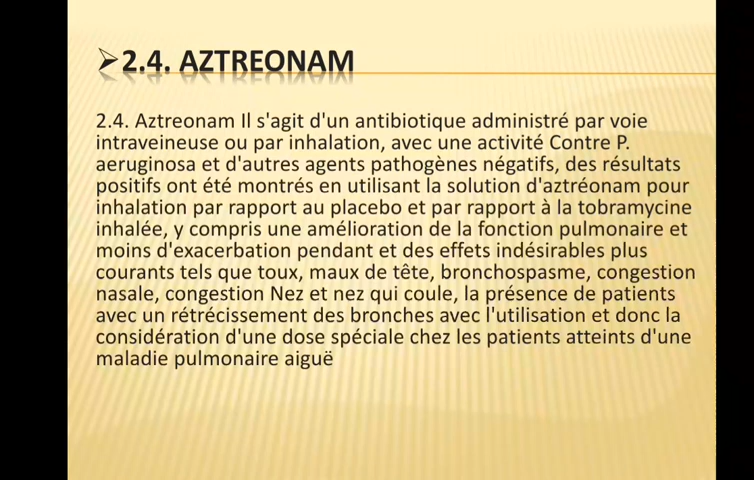 ➢2.4. AZTREONAM
2.4. Aztreonam Il s'agit d'un antibiotique administré par voie
intraveineuse ou par inhalation, avec une activité Contre P.
aeruginosa et d'autres agents pathogènes négatifs, des résultats
positifs ont été montrés en utilisant la solution d'aztréonam pour
inhalation par rapport au placebo et par rapport à la tobramycine
inhalée, y compris une amélioration de la fonction pulmonaire et
moins d'exacerbation pendant et des effets indésirables plus
courants tels que toux, maux de tête, bronchospasme, congestion
nasale, congestion Nez et nez qui coule, la présence de patients
avec un rétrécissement des bronches avec l'utilisation et donc la
considération d'une dose spéciale chez les patients atteints d'une
maladie pulmonaire aiguë